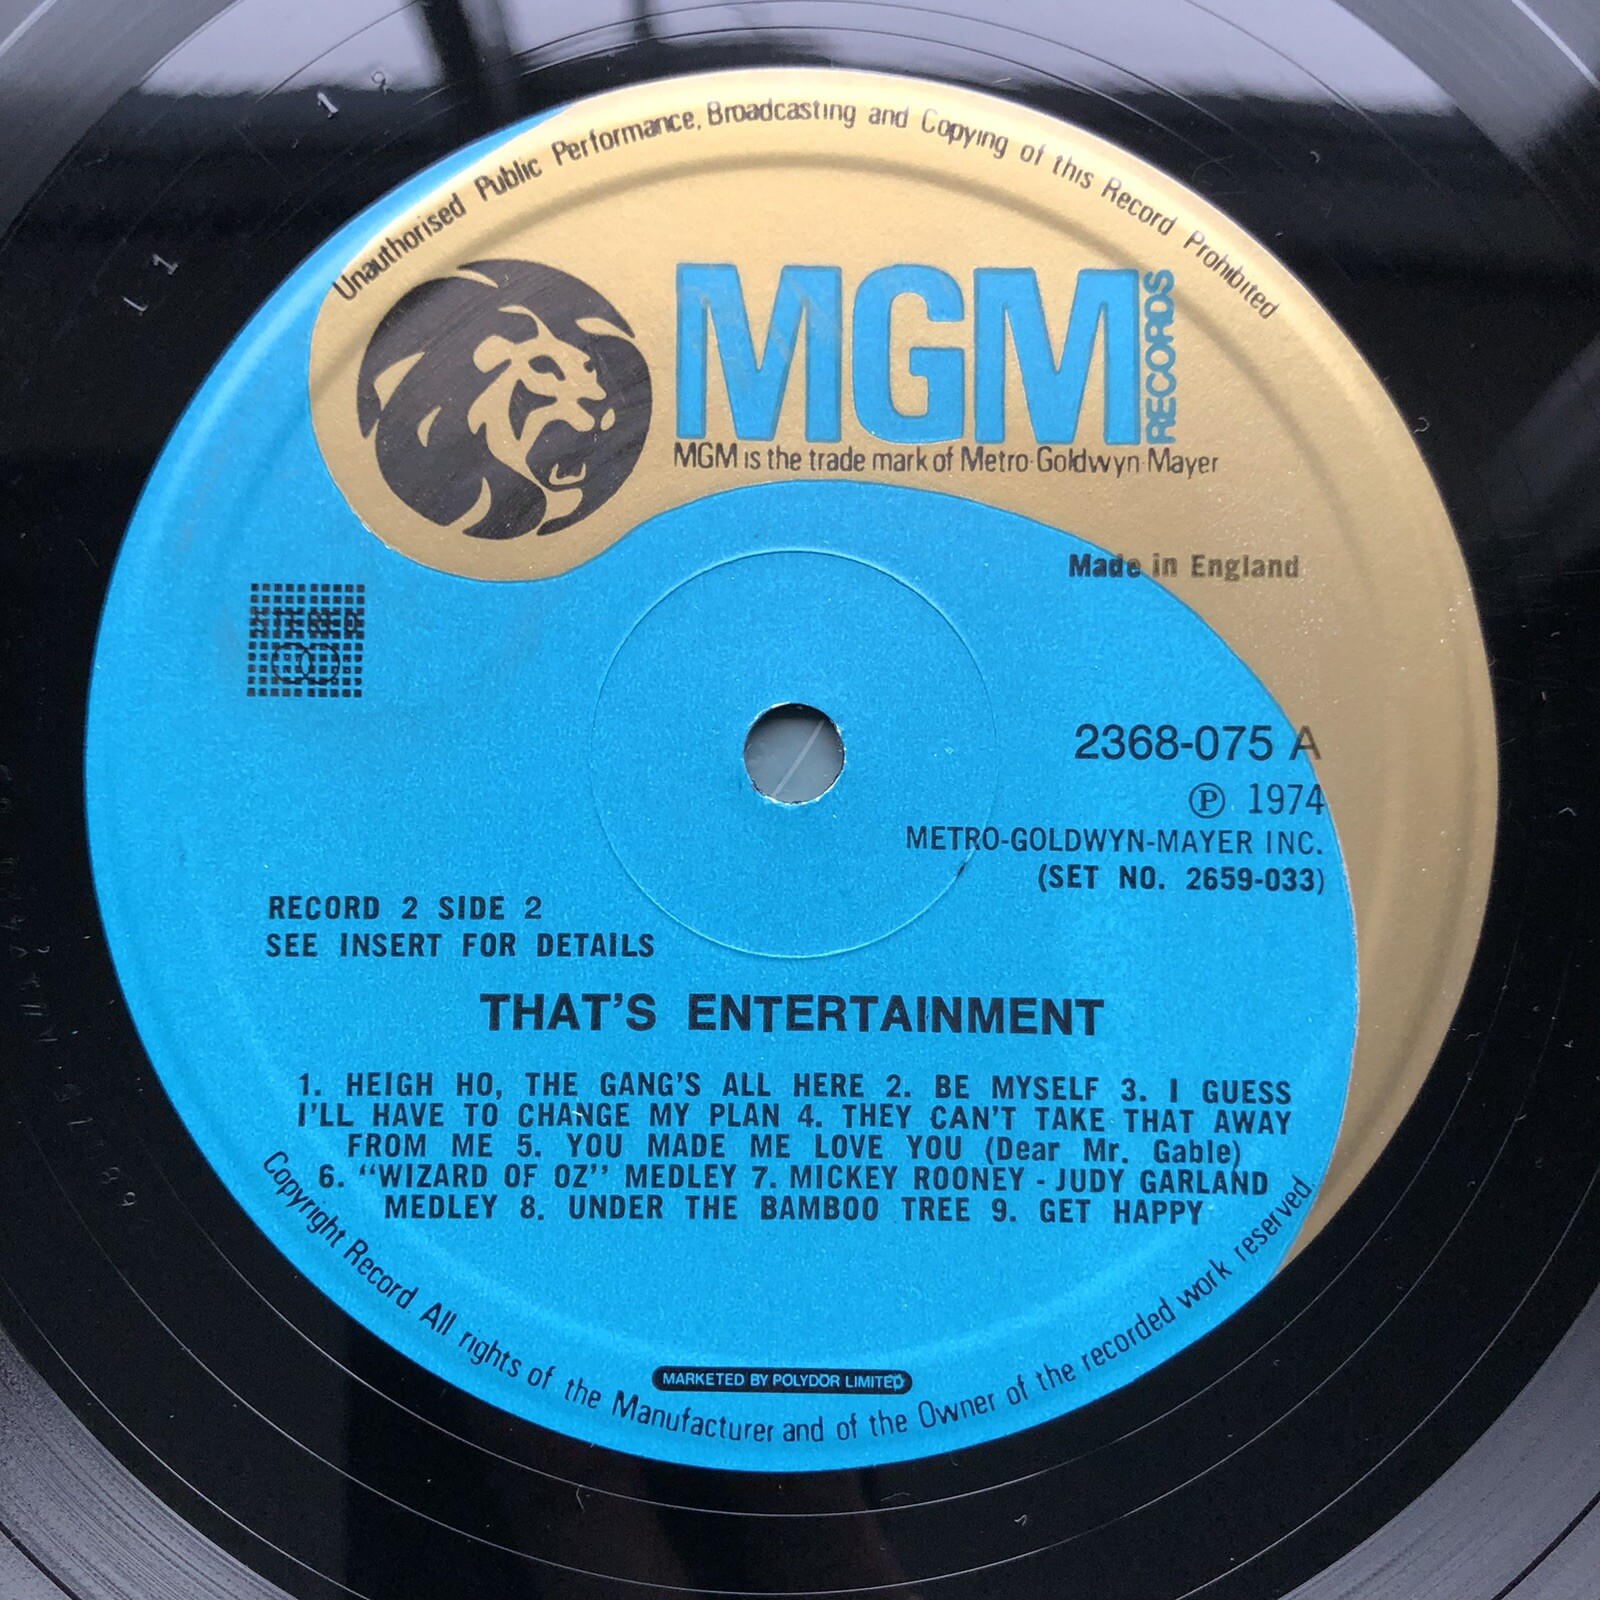 Unauthorised Public Performance, Broadcasting and Copying of this Record Prohibited
MGM RECORDS
MGM is the trade mark of Metro-Goldwyn-Mayer
Made in England
STEREO
2368-075 A
Ⓟ 1974
METRO-GOLDWYN-MAYER INC.
(SET NO. 2659-033)
RECORD 2 SIDE 2
SEE INSERT FOR DETAILS
THAT'S ENTERTAINMENT
1. HEIGH HO, THE GANG'S ALL HERE 2. BE MYSELF 3. I GUESS
I'LL HAVE TO CHANGE MY PLAN 4. THEY CAN'T TAKE THAT AWAY
FROM ME 5. YOU MADE ME LOVE YOU (Dear Mr. Gable)
6. "WIZARD OF OZ" MEDLEY 7. MICKEY ROONEY - JUDY GARLAND
MEDLEY 8. UNDER THE BAMBOO TREE 9. GET HAPPY
MARKETED BY POLYDOR LIMITED
Copyright Record. All rights of the Manufacturer and of the Owner of the recorded work reserved.